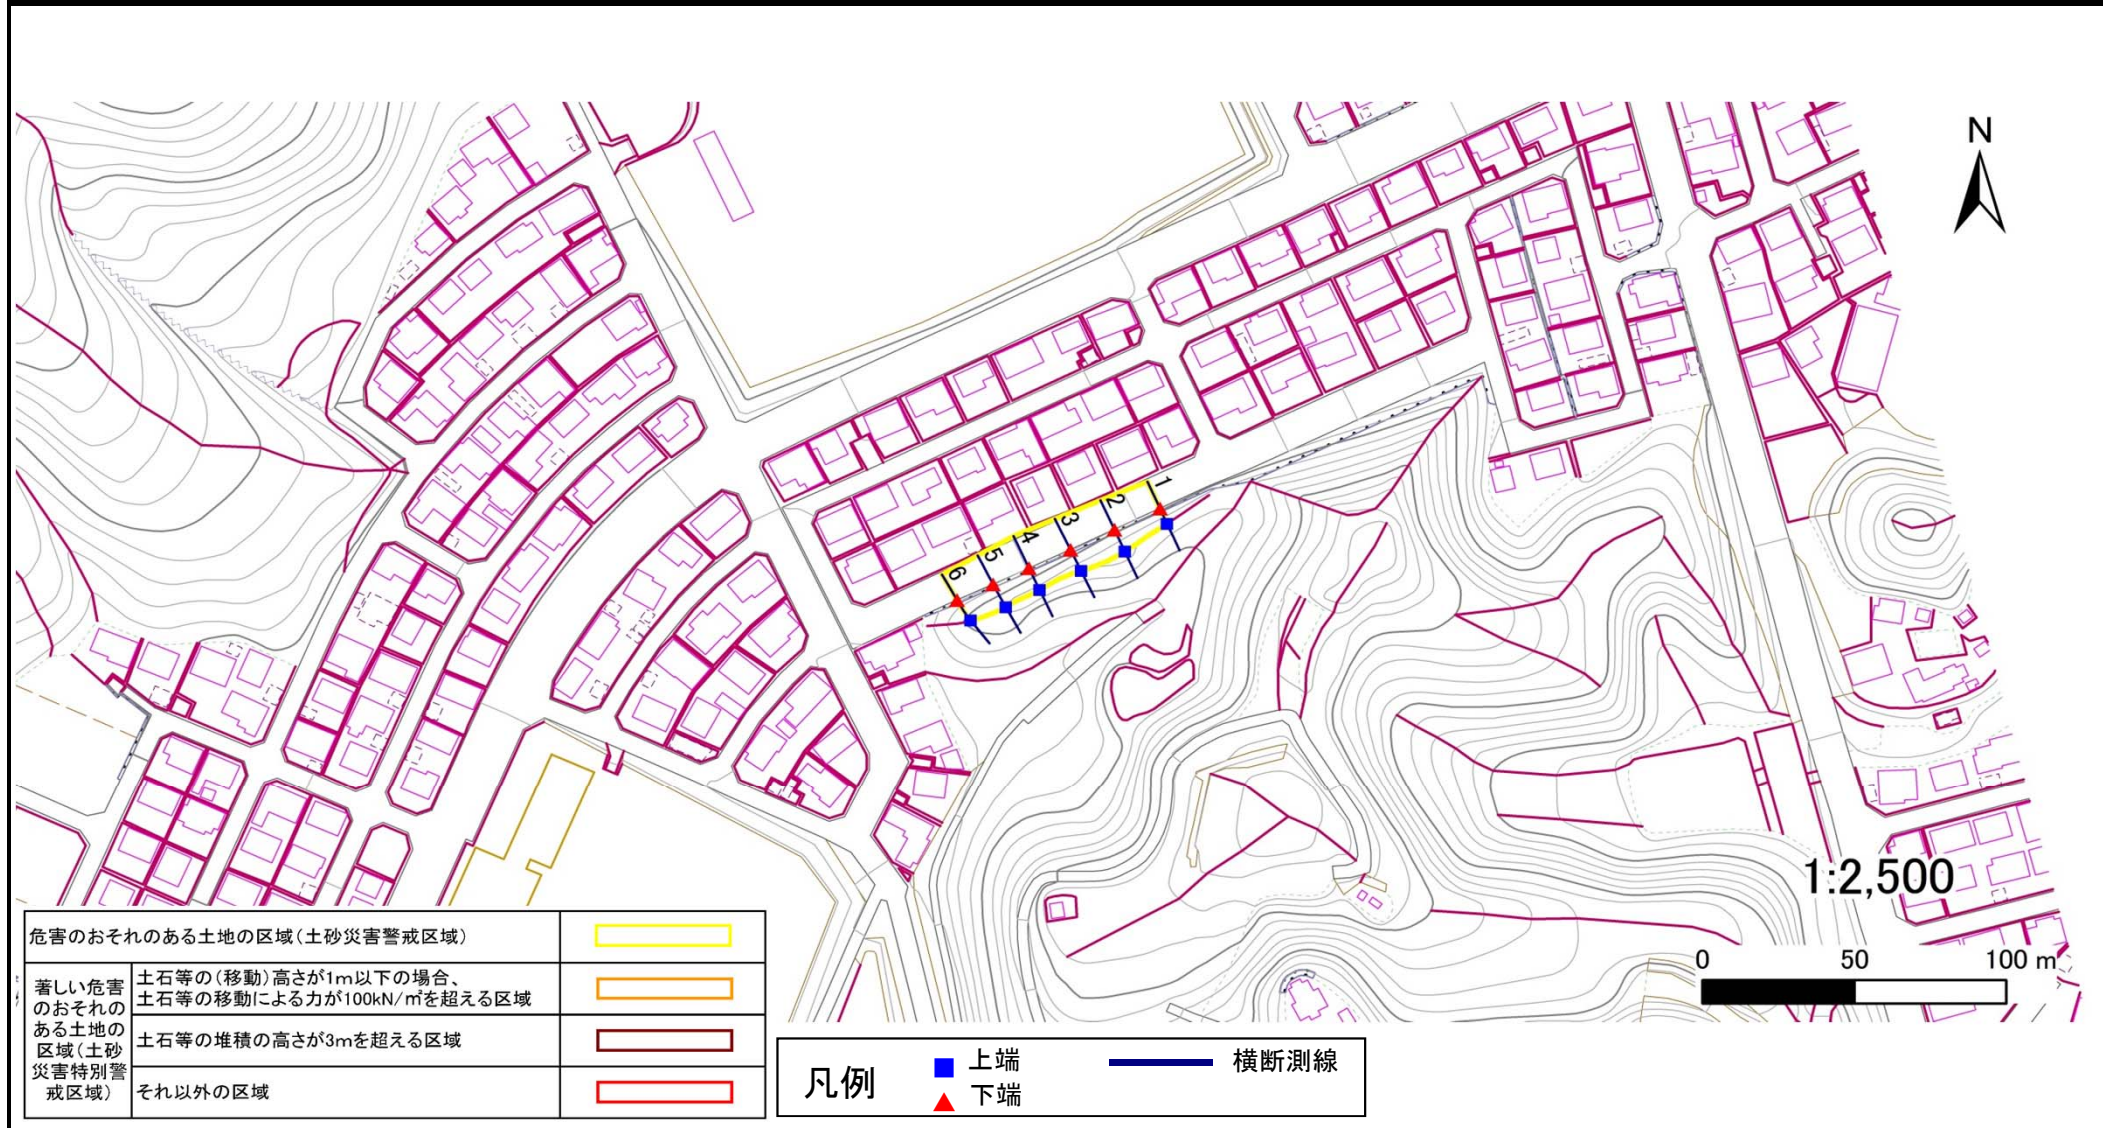 N
1
2
3
4
5
6
1:2,500
0 50 100 m
危害のおそれのある土地の区域(土砂災害警戒区域)
著しい危害
のおそれの
ある土地の
区域(土砂
災害特別警
戒区域)
土石等の(移動)高さが1m以下の場合、
土石等の移動による力が100kN/㎡を超える区域
土石等の堆積の高さが3mを超える区域
それ以外の区域
凡例
上端
下端
横断測線